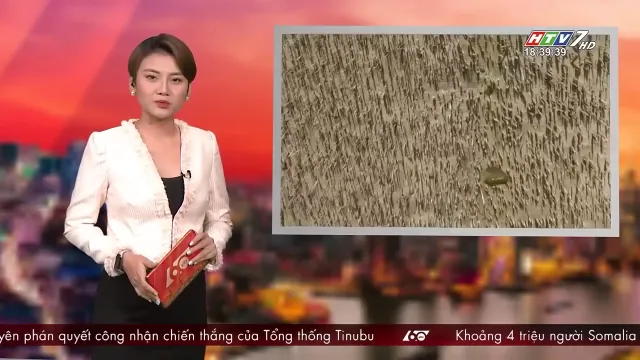 HTV7 HD
18:39:39
yên phán quyết công nhận chiến thắng của Tổng thống Tinubu 60 Khoảng 4 triệu người Somalia